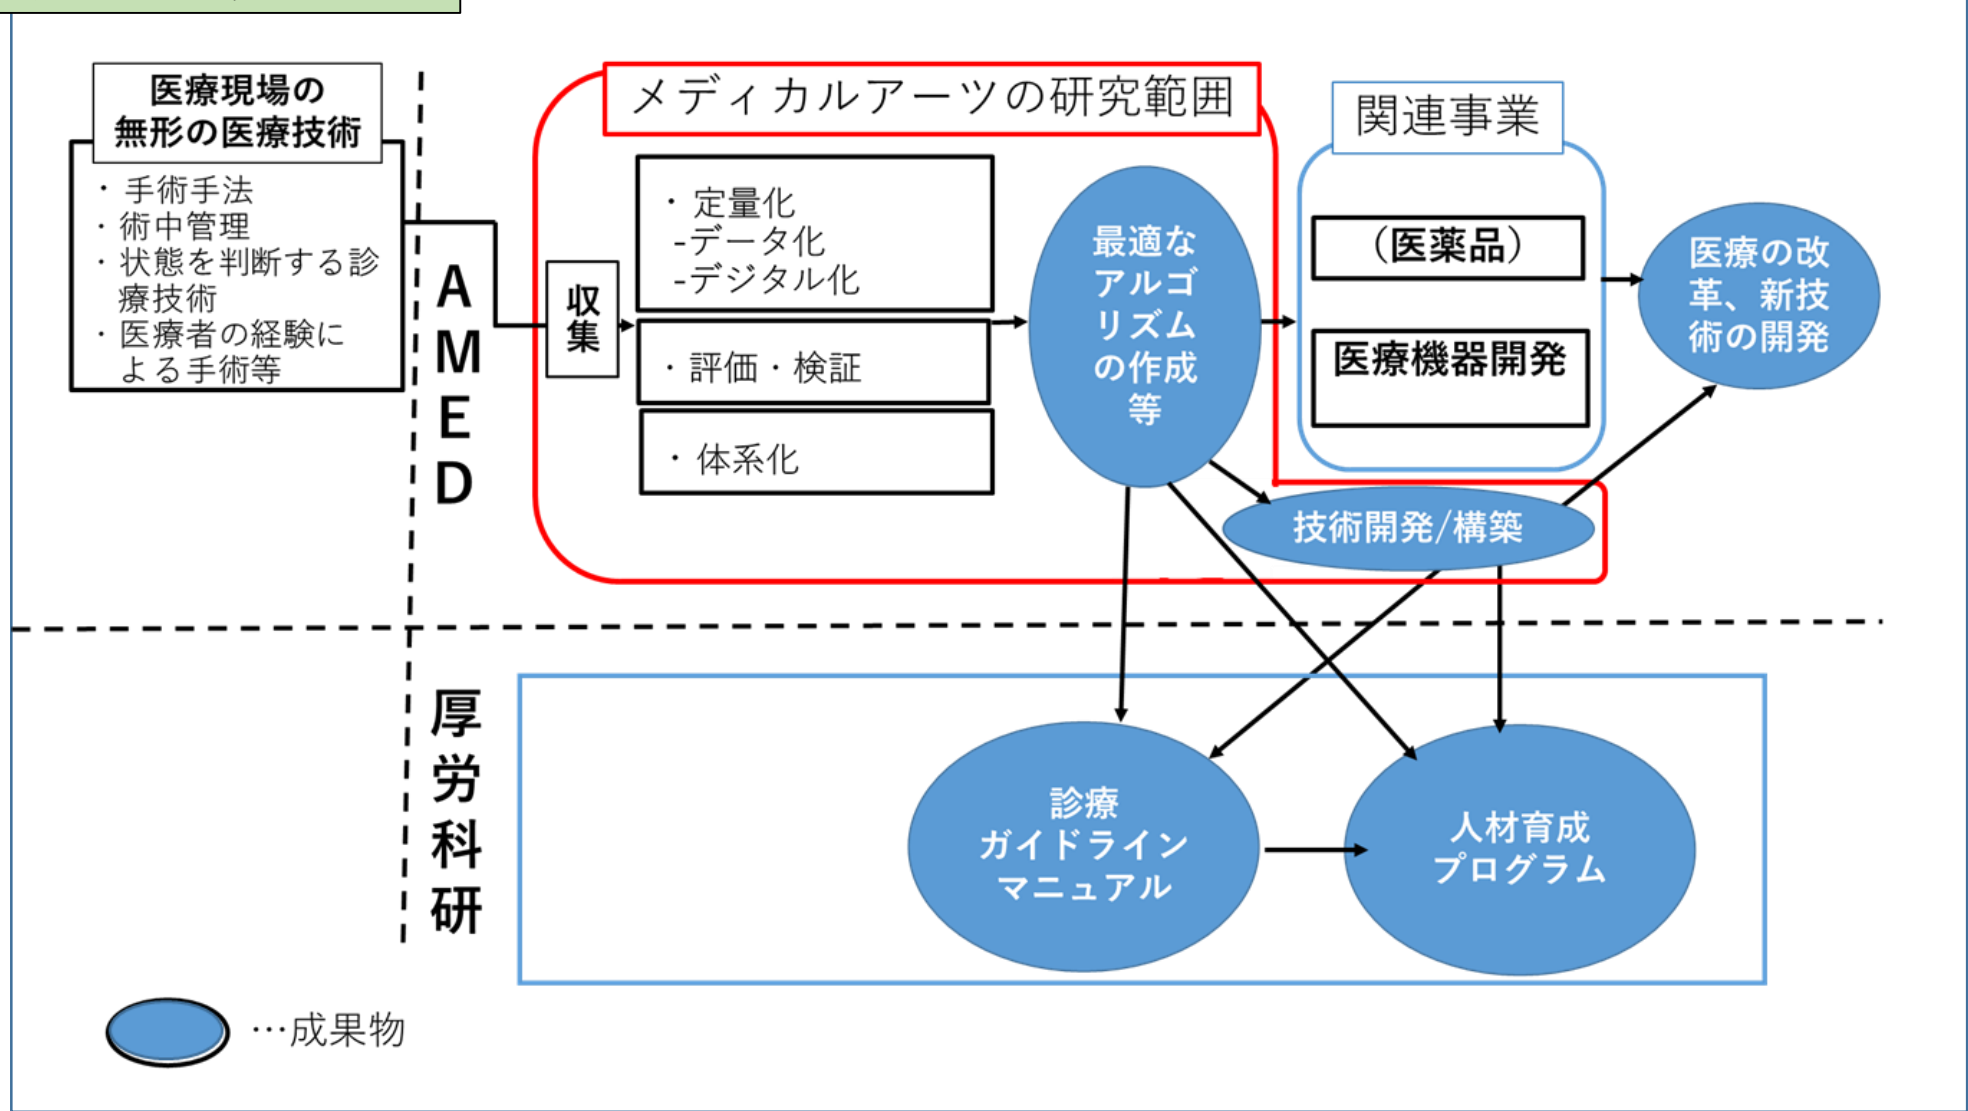 医療現場の
無形の医療技術
・手術手法
・術中管理
・状態を判断する診
療技術
・医療者の経験に
よる手術等
AMED
メディカルアーツの研究範囲
収集
・定量化
-データ化
-デジタル化
・評価・検証
・体系化
最適な
アルゴ
リズム
の作成
等
関連事業
（医薬品）
医療機器開発
医療の改
革、新技
術の開発
技術開発/構築
厚労科研
診療
ガイドライン
マニュアル
人材育成
プログラム
…成果物